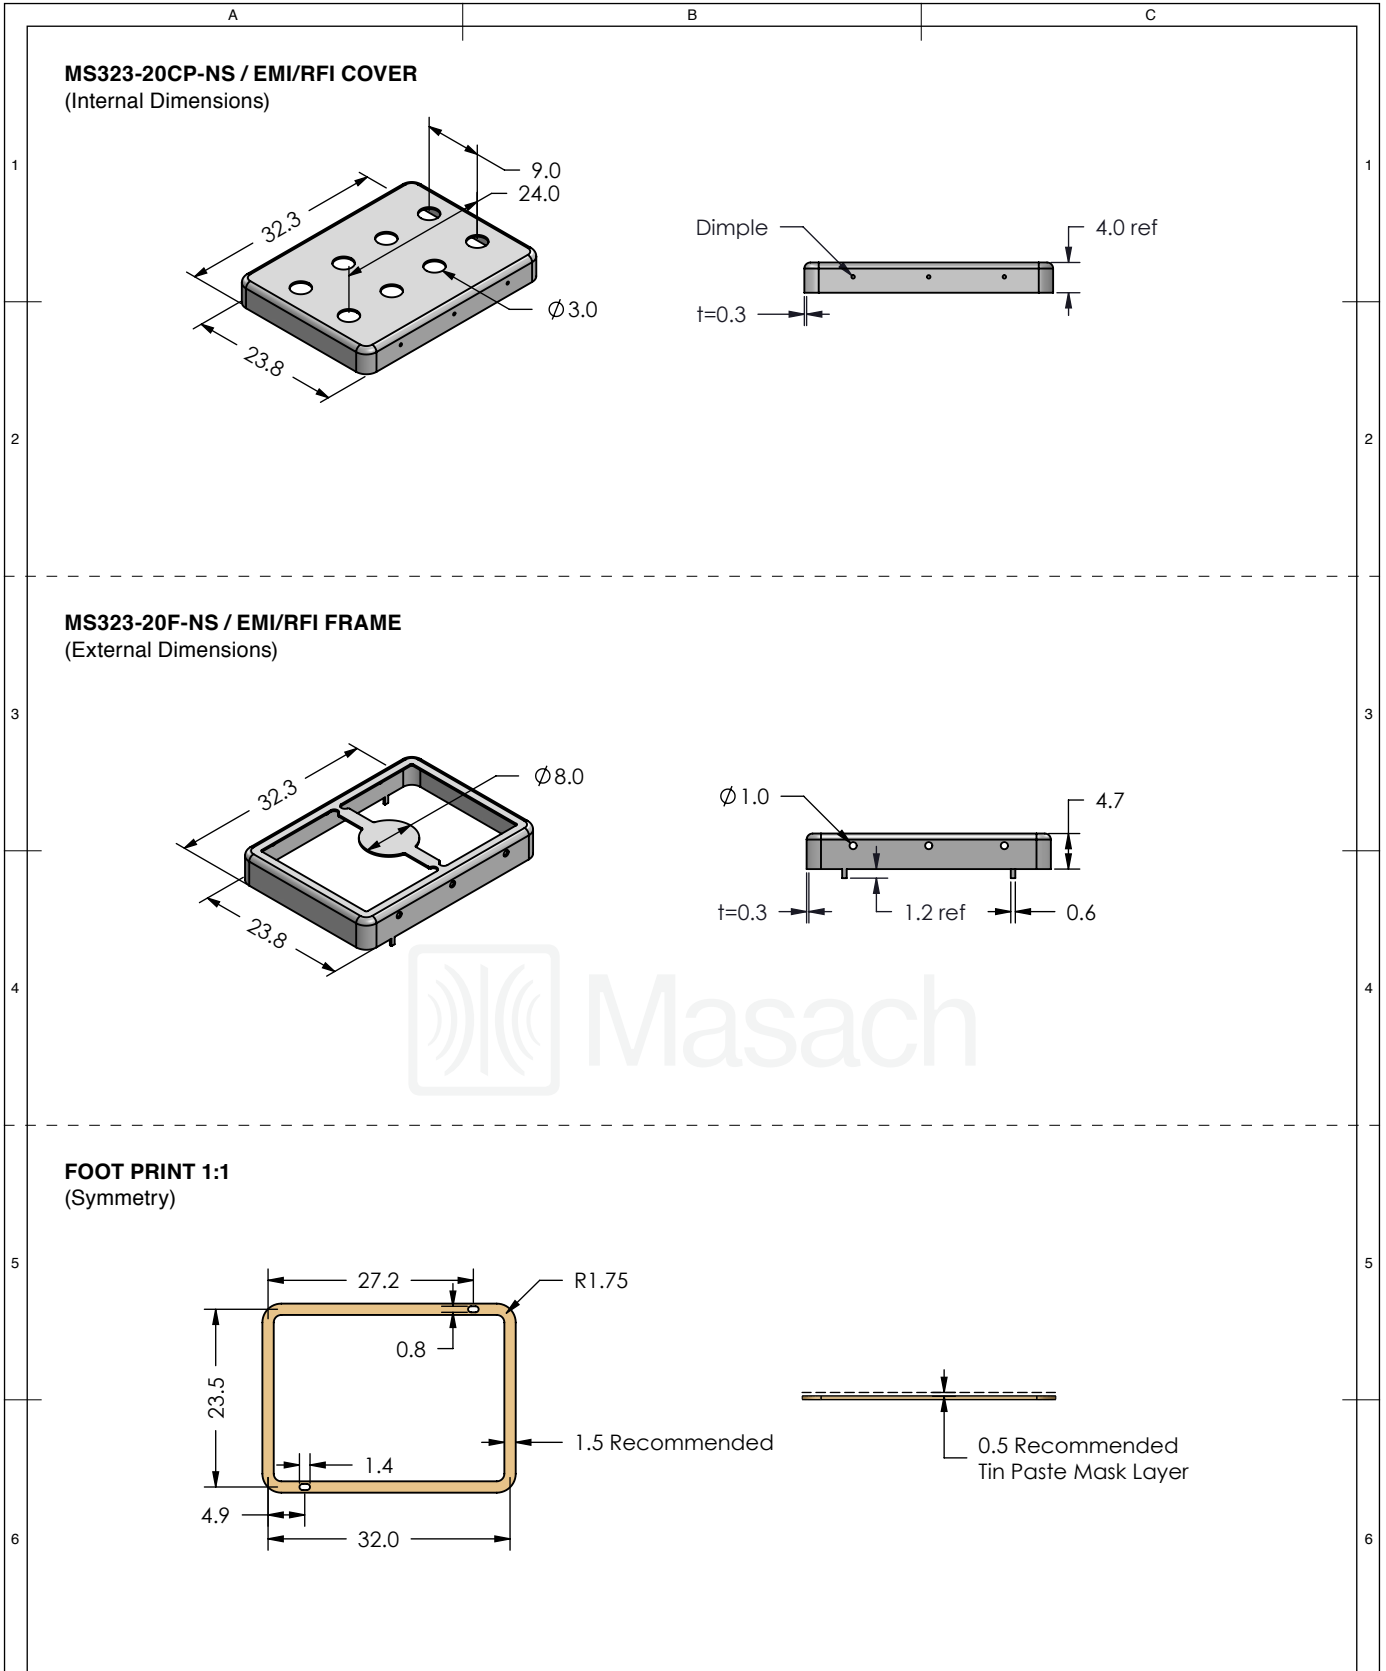 A B C
MS323-20CP-NS / EMI/RFI COVER
(Internal Dimensions)
1 1
9.0
24.0
32.3
Dimple
4.0 ref
Ø3.0
t=0.3
23.8
2 2
MS323-20F-NS / EMI/RFI FRAME
(External Dimensions)
3 3
32.3
Ø8.0
Ø1.0
4.7
t=0.3
1.2 ref
0.6
23.8
4 4
Masach
FOOT PRINT 1:1
(Symmetry)
5 5
27.2
R1.75
0.8
23.5
1.5 Recommended
0.5 Recommended
Tin Paste Mask Layer
1.4
4.9
32.0
6 6